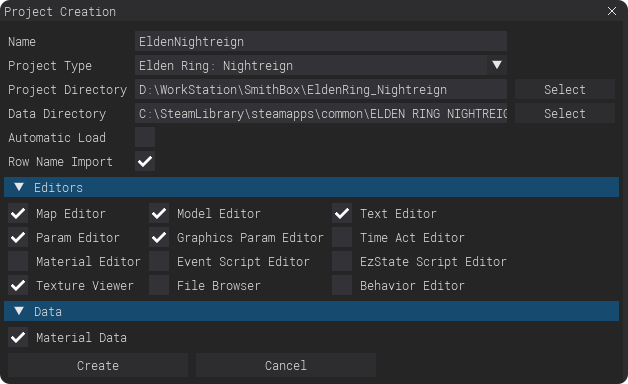 Project Creation
Name EldenNightreign
Project Type Elden Ring: Nightreign
Project Directory D:\WorkStation\SmithBox\EldenRing_Nightreign Select
Data Directory C:\SteamLibrary\steamapps\common\ELDEN RING NIGHTREIG Select
Automatic Load
Row Name Import
Editors
Map Editor Model Editor Text Editor
Param Editor Graphics Param Editor Time Act Editor
Material Editor Event Script Editor EzState Script Editor
Texture Viewer File Browser Behavior Editor
Data
Material Data
Create Cancel